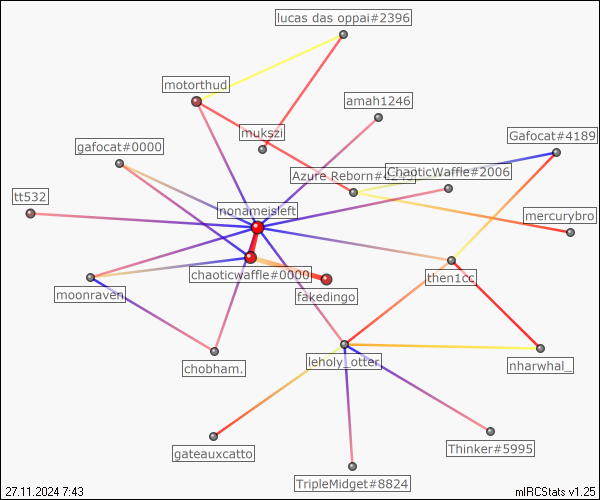 lucas das oppai#2396
motorthud
amah1246
mukszi
Gafocat#4189
gafocat#0000
Azure Reborn#
ChaoticWaffle#2006
tt532
nonameisleft
mercurybro
chaoticwaffle#0000
then1cc
moonraven
fakedingo
leholy_otter
chobham.
nharwhal_
gateauxcatto
Thinker#5995
TripleMidget#8824
27.11.2024 7:43
mIRCStats v1.25